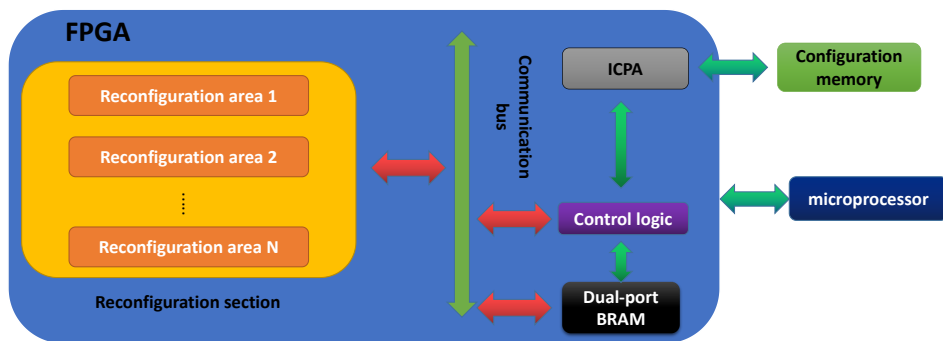 FPGA
Reconfiguration area 1
Reconfiguration area 2
Reconfiguration area N
Reconfiguration section
Communication
bus
ICPA
Control logic
Dual-port
BRAM
Configuration
memory
microprocessor